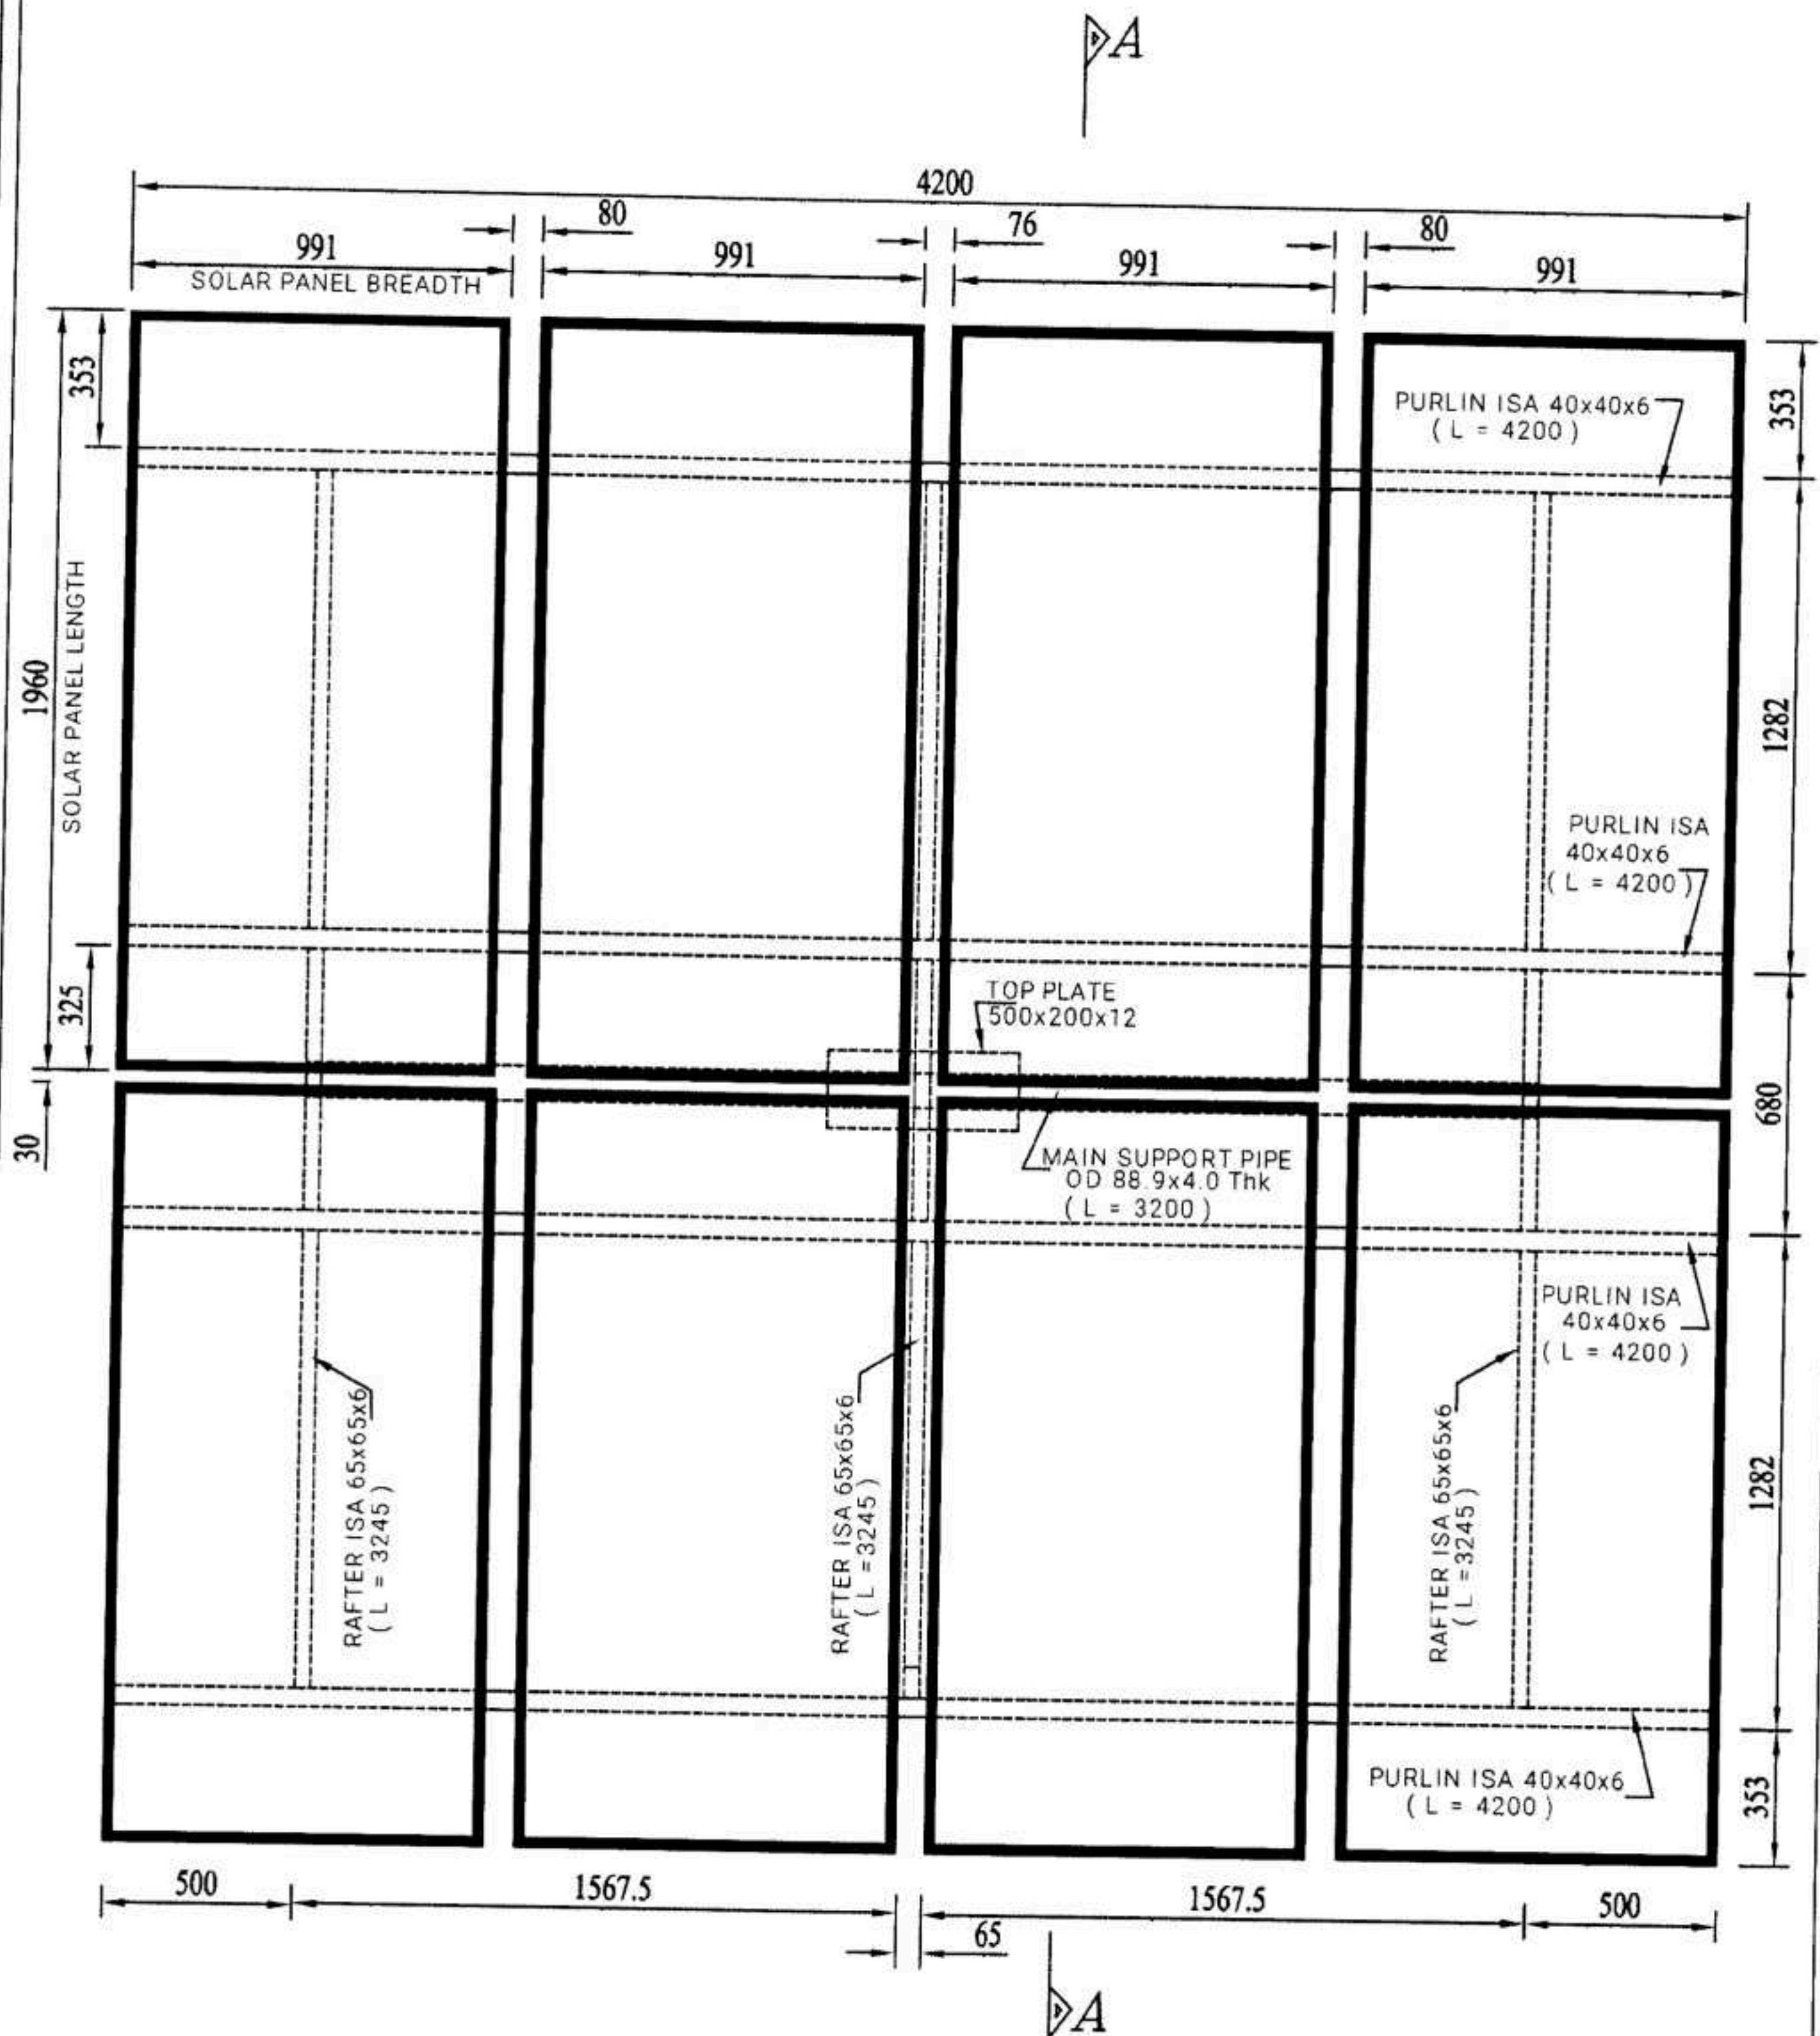 A
4200
80
76
80
991
991
991
991
SOLAR PANEL BREADTH
353
353
PURLIN ISA 40x40x6
( L = 4200 )
1960
SOLAR PANEL LENGTH
1282
PURLIN ISA
40x40x6
( L = 4200 )
325
TOP PLATE
500x200x12
30
680
MAIN SUPPORT PIPE
OD 88.9x4.0 Thk
( L = 3200 )
PURLIN ISA
40x40x6
( L = 4200 )
RAFTER ISA 65x65x6
( L = 3245 )
RAFTER ISA 65x65x6
( L =3245 )
RAFTER ISA 65x65x6
( L =3245 )
1282
PURLIN ISA 40x40x6
( L = 4200 )
353
500
1567.5
1567.5
500
65
A